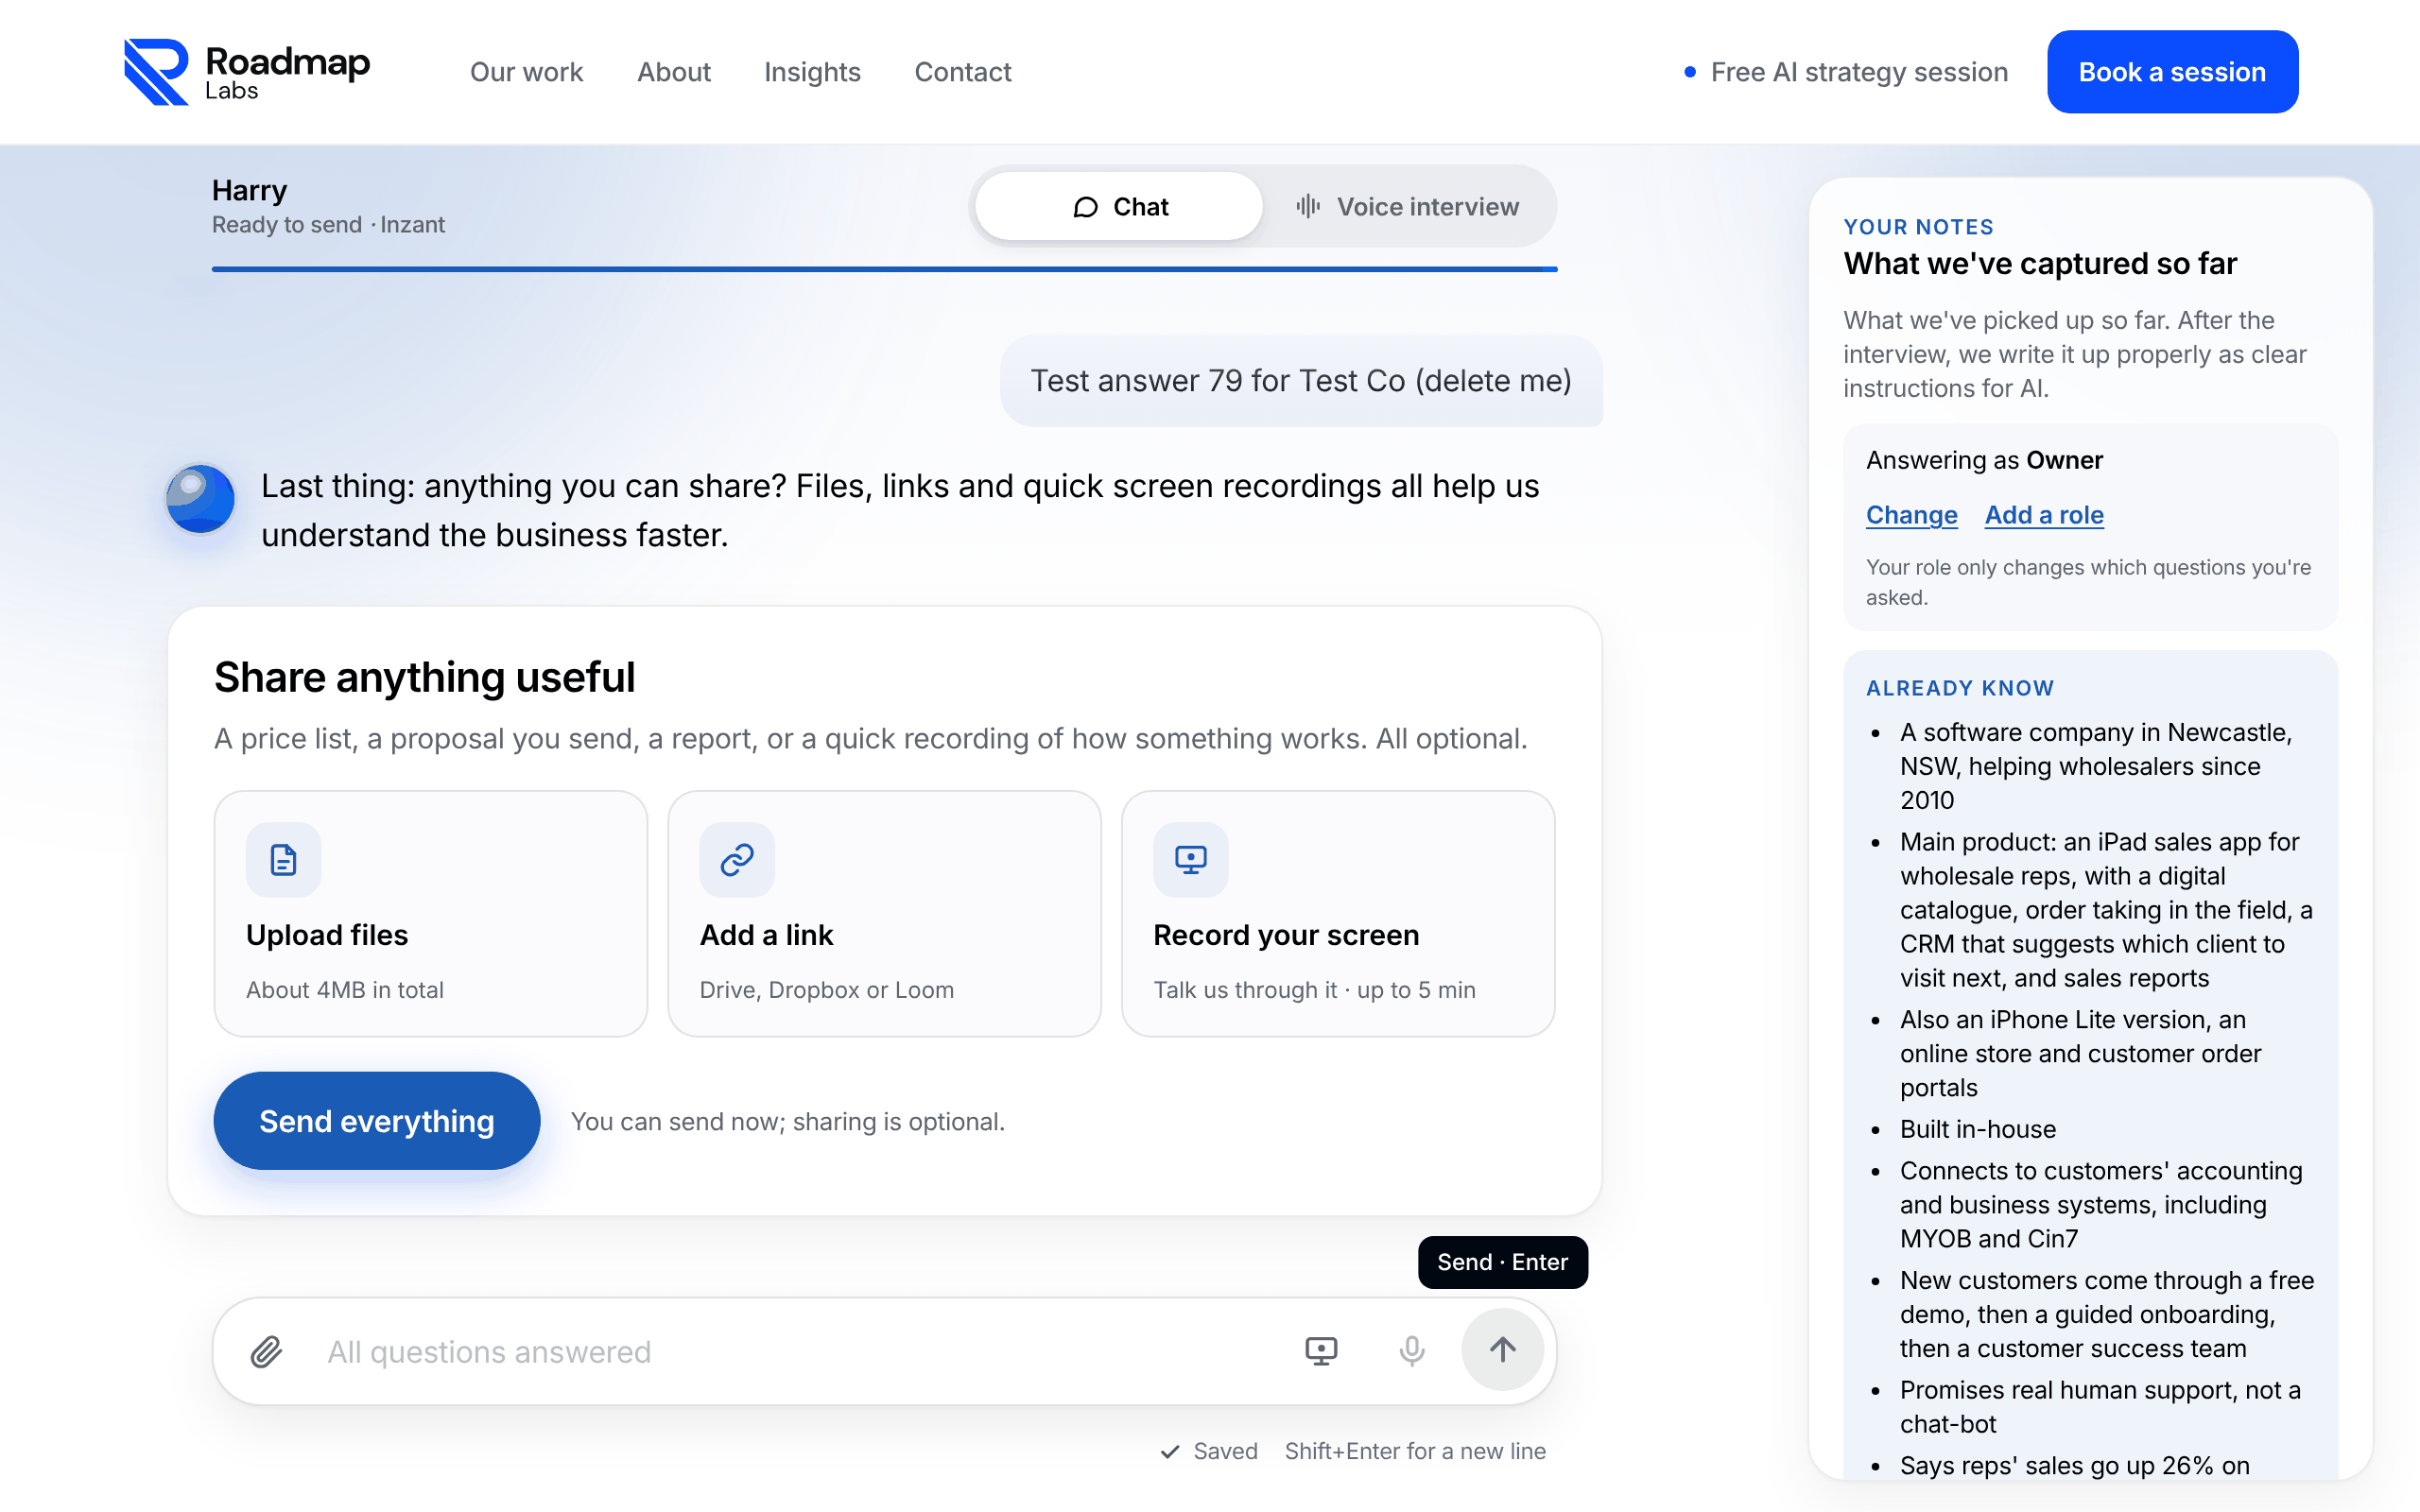 Roadmap
Labs
Our work
About
Insights
Contact
Free AI strategy session
Book a session
Harry
Ready to send · Inzant
Chat
Voice interview
Test answer 79 for Test Co (delete me)
Last thing: anything you can share? Files, links and quick screen recordings all help us
understand the business faster.
Share anything useful
A price list, a proposal you send, a report, or a quick recording of how something works. All optional.
Upload files
About 4MB in total
Add a link
Drive, Dropbox or Loom
Record your screen
Talk us through it · up to 5 min
Send everything
You can send now; sharing is optional.
Send · Enter
All questions answered
Saved
Shift+Enter for a new line
YOUR NOTES
What we've captured so far
What we've picked up so far. After the
interview, we write it up properly as clear
instructions for AI.
Answering as Owner
Change
Add a role
Your role only changes which questions you're
asked.
ALREADY KNOW
• A software company in Newcastle,
NSW, helping wholesalers since
2010
• Main product: an iPad sales app for
wholesale reps, with a digital
catalogue, order taking in the field, a
CRM that suggests which client to
visit next, and sales reports
• Also an iPhone Lite version, an
online store and customer order
portals
• Built in-house
• Connects to customers' accounting
and business systems, including
MYOB and Cin7
• New customers come through a free
demo, then a guided onboarding,
then a customer success team
• Promises real human support, not a
chat-bot
• Says reps' sales go up 26% on